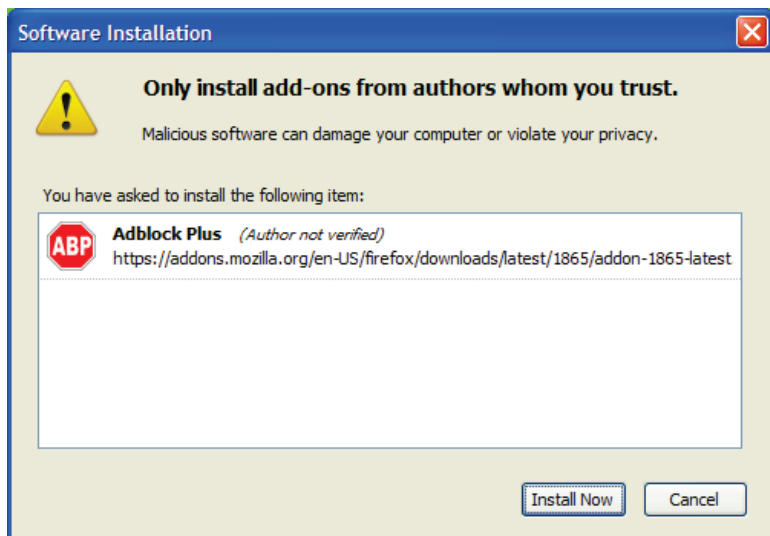 Software Installation
Only install add-ons from authors whom you trust.
Malicious software can damage your computer or violate your privacy.
You have asked to install the following item:
ABP
Adblock Plus (Author not verified)
https://addons.mozilla.org/en-US/firefox/downloads/latest/1865/addon-1865-latest
Install Now Cancel